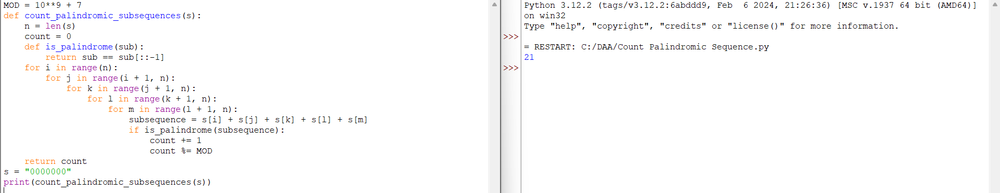 MOD = 10**9 + 7
def count_palindromic_subsequences(s):
    n = len(s)
    count = 0
    def is_palindrome(sub):
        return sub == sub[::-1]
    for i in range(n):
        for j in range(i + 1, n):
            for k in range(j + 1, n):
                for l in range(k + 1, n):
                    for m in range(l + 1, n):
                        subsequence = s[i] + s[j] + s[k] + s[l] + s[m]
                        if is_palindrome(subsequence):
                            count += 1
                            count %= MOD
    return count
s = "0000000"
print(count_palindromic_subsequences(s))
Python 3.12.2 (tags/v3.12.2:6abddd9, Feb  6 2024, 21:26:36) [MSC v.1937 64 bit (AMD64)]
on win32
Type "help", "copyright", "credits" or "license()" for more information.
>>>
= RESTART: C:/DAA/Count Palindromic Sequence.py
21
>>>